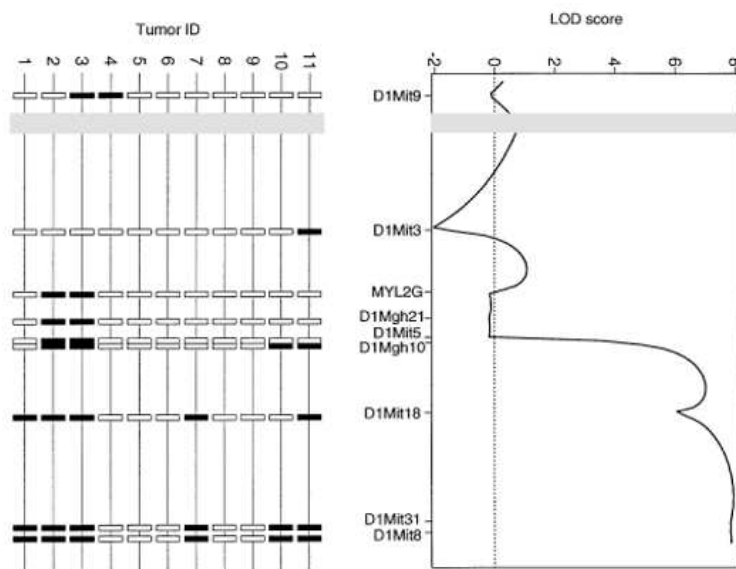 Tumor ID
1 2 3 4 5 6 7 8 9 10 11
LOD score
-2 0 2 4 6 8
D1Mit9
D1Mit3
MYL2G
D1Mgh21
D1Mit5
D1Mgh10
D1Mit18
D1Mit31
D1Mit8